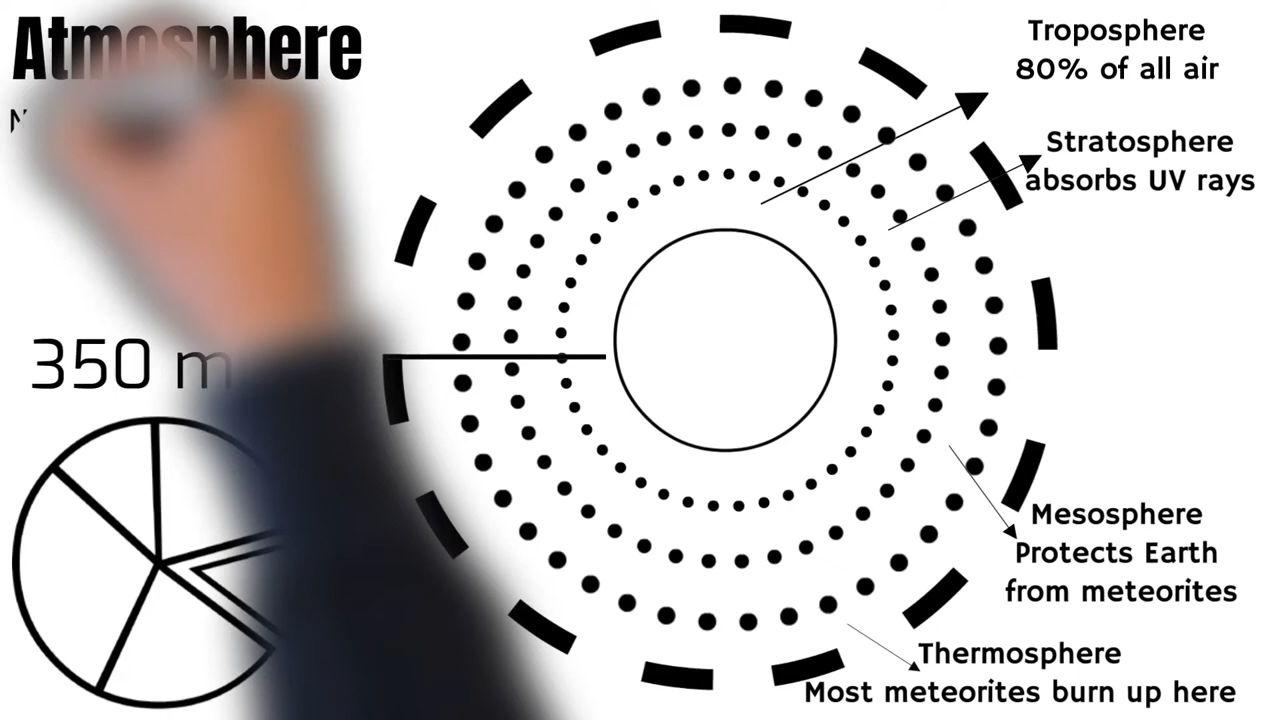 Atmosphere
350 m
Troposphere
80% of all air
Stratosphere
absorbs UV rays
Mesosphere
Protects Earth
from meteorites
Thermosphere
Most meteorites burn up here